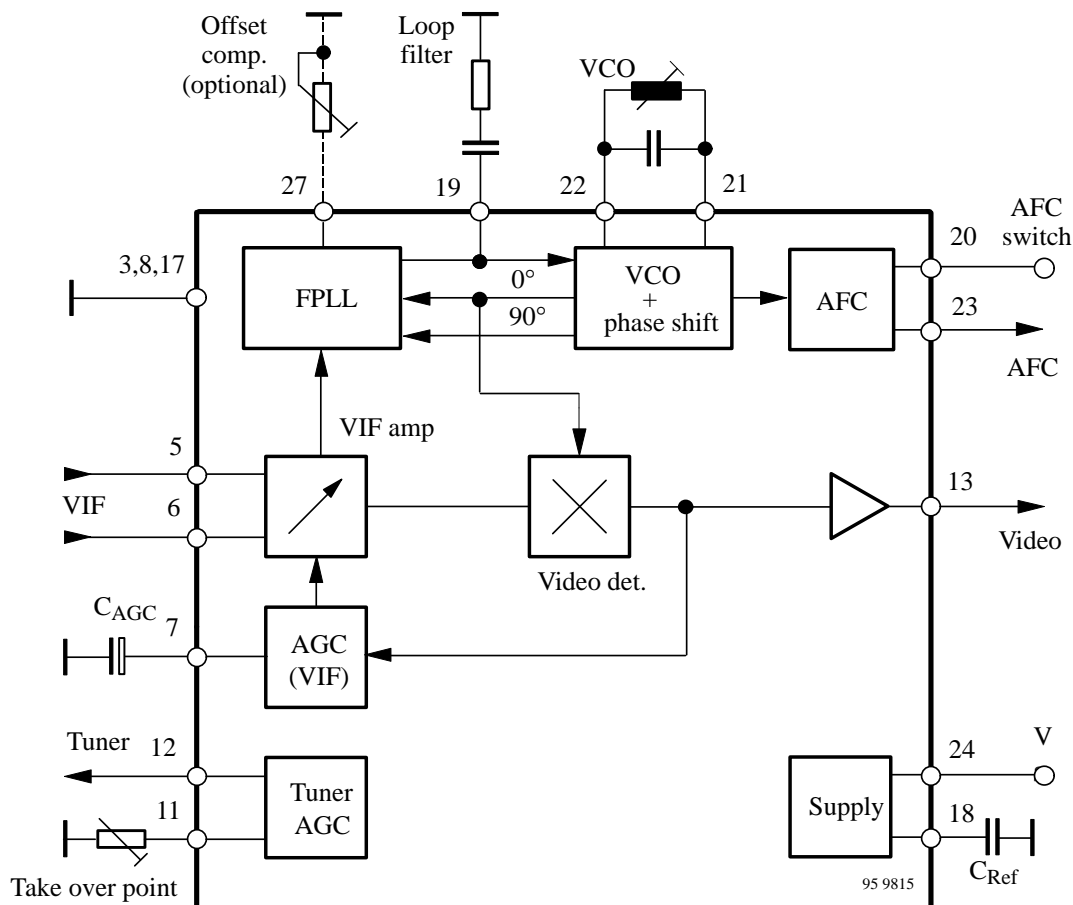 Offset
comp.
(optional)
Loop
filter
VCO
27
19
22
21
AFC
switch
20
3,8,17
FPLL
0°
90°
VCO
+
phase shift
AFC
23
AFC
VIF amp
5
VIF
6
13
Video
Video det.
CAGC
7
AGC
(VIF)
Tuner
12
Tuner
AGC
11
Take over point
24
V
Supply
18
CRef
95 9815